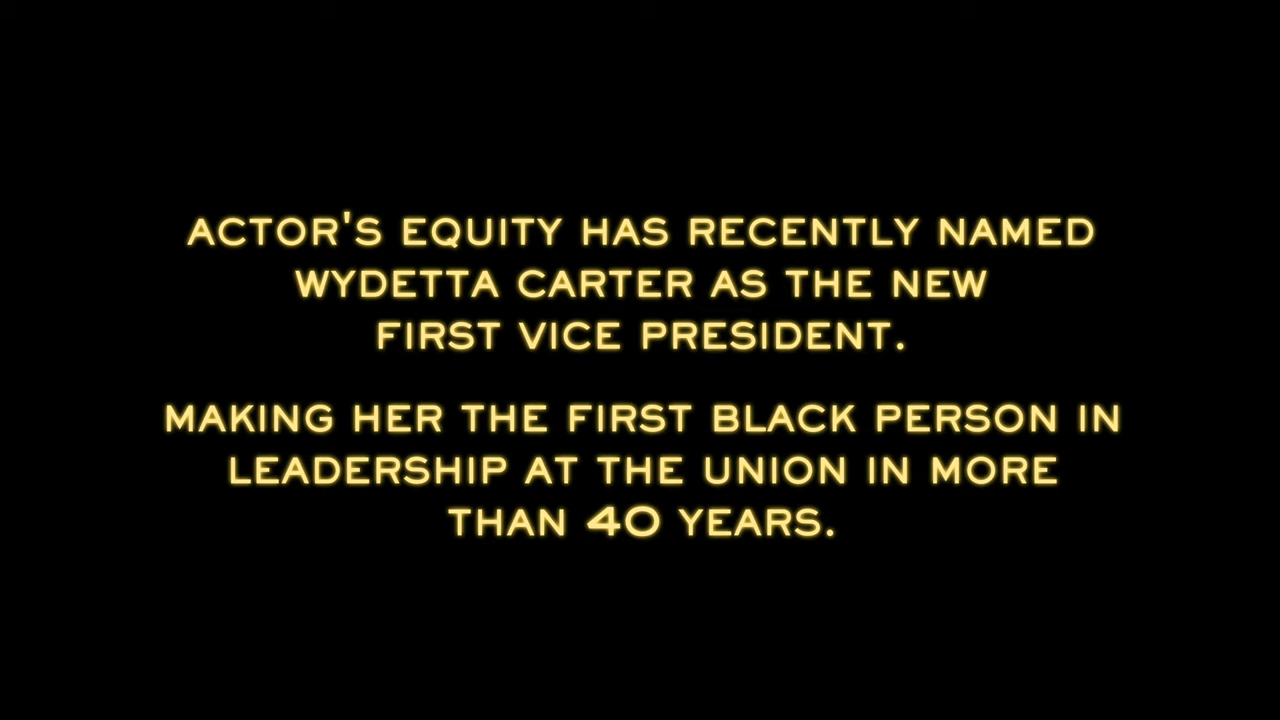 ACTOR'S EQUITY HAS RECENTLY NAMED
WYDETTA CARTER AS THE NEW
FIRST VICE PRESIDENT.
MAKING HER THE FIRST BLACK PERSON IN
LEADERSHIP AT THE UNION IN MORE
THAN 40 YEARS.